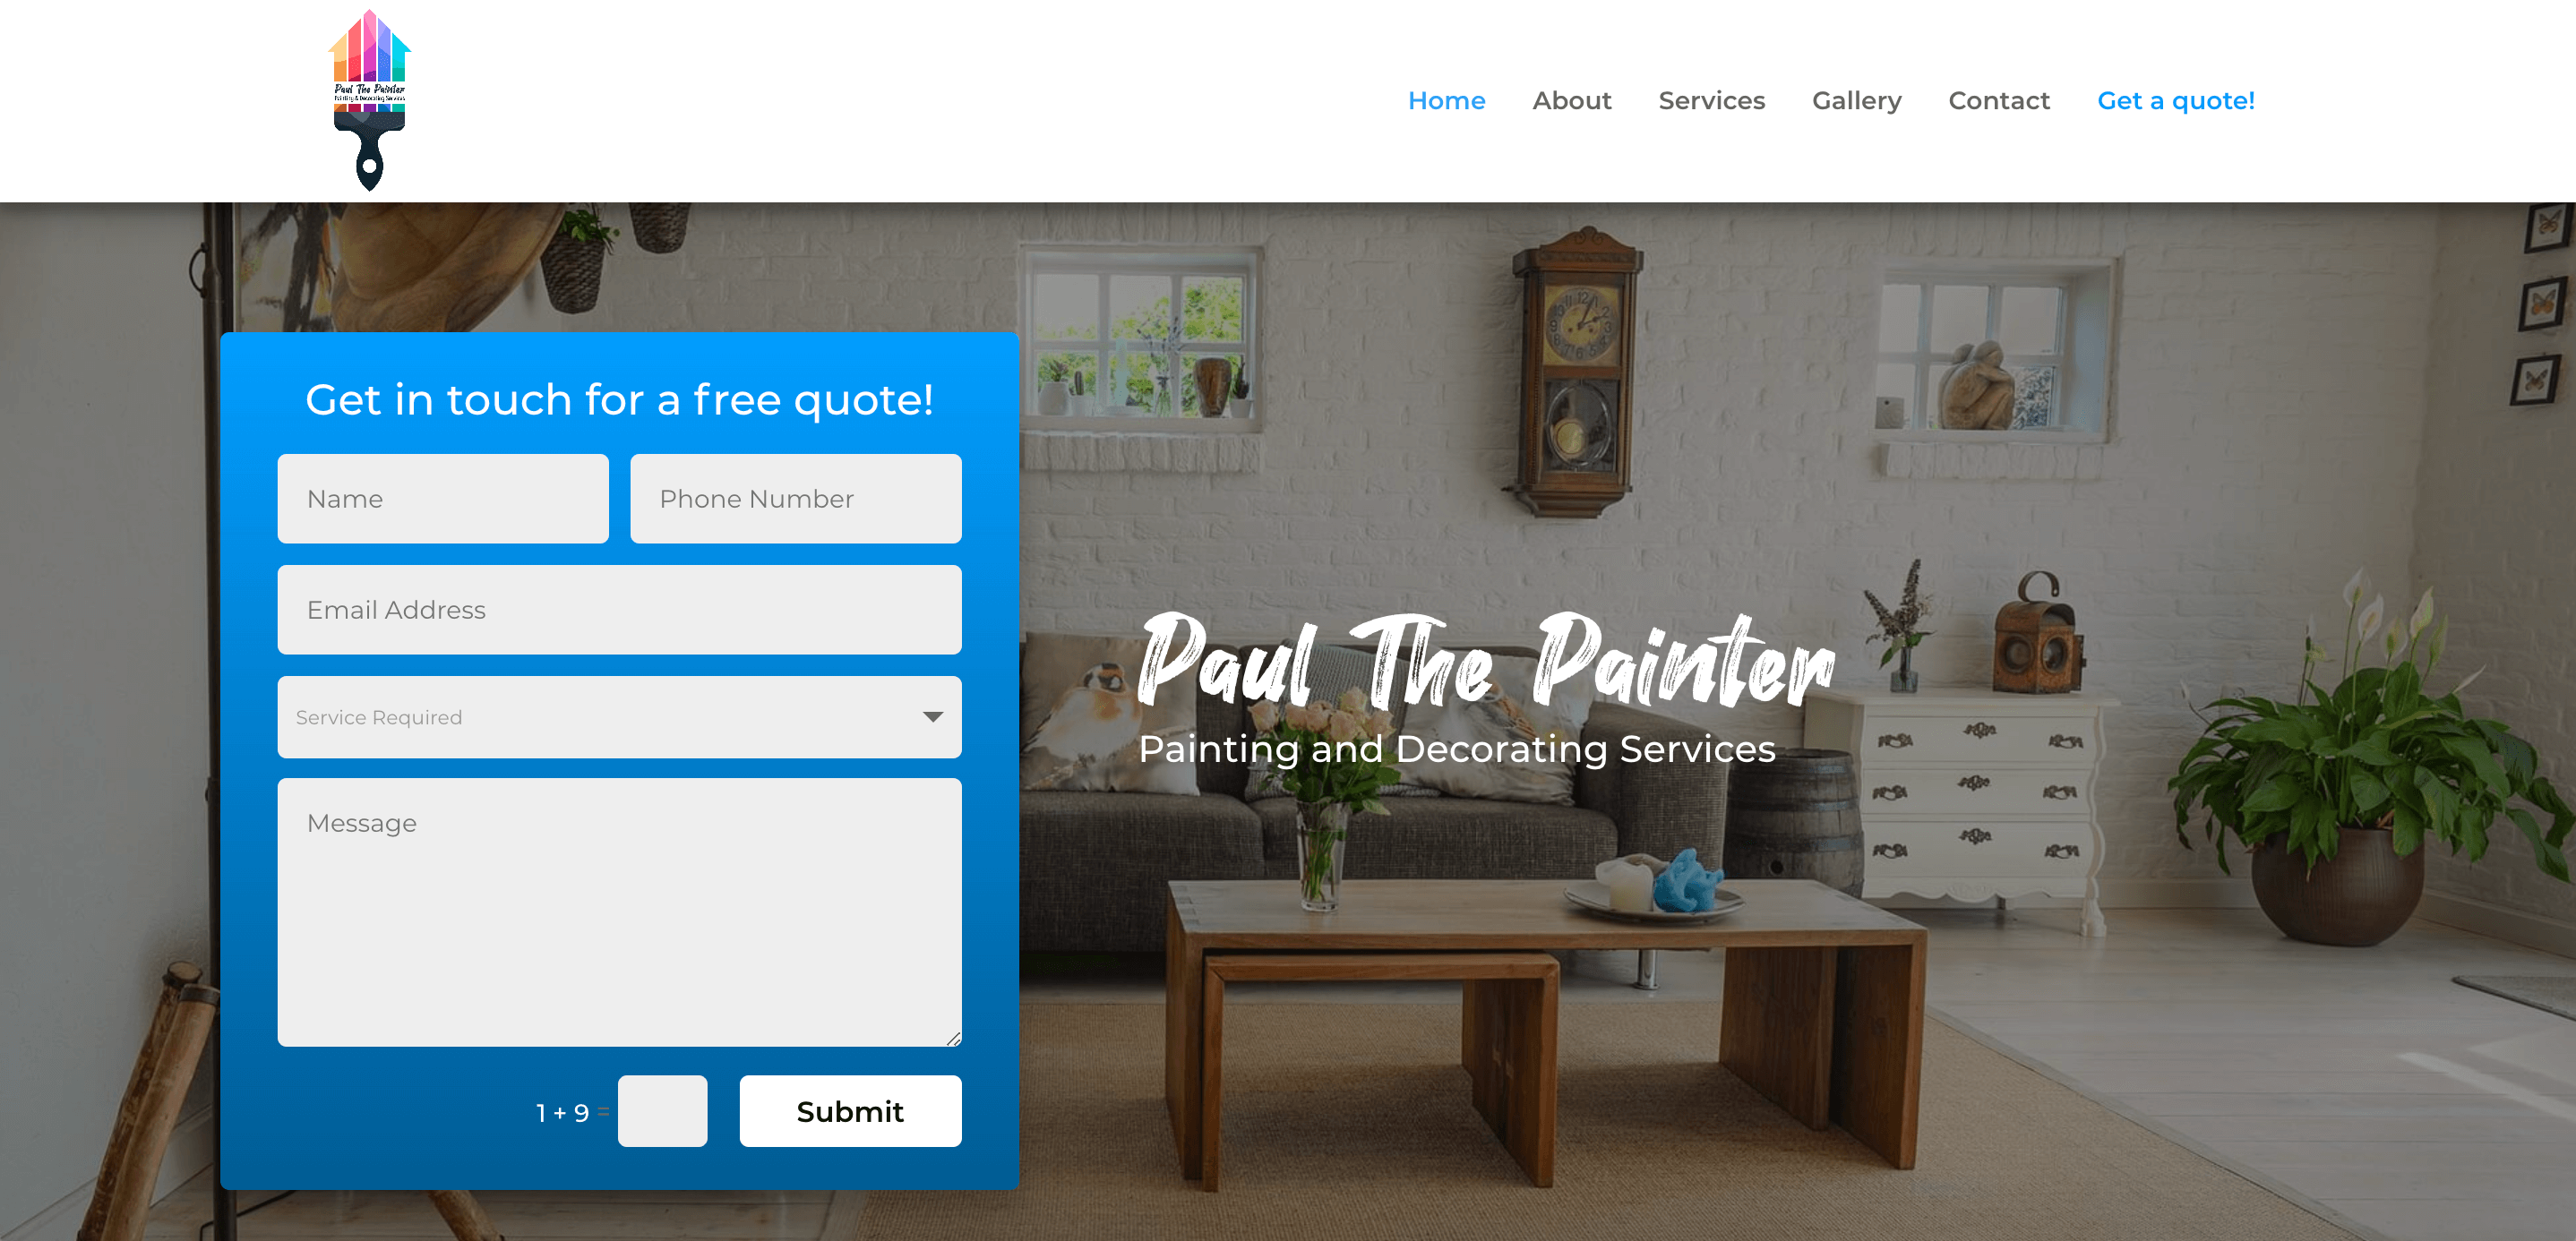 Paul The Painter
Painting & Decorating Services
Home About Services Gallery Contact Get a quote!
Get in touch for a free quote!
Name Phone Number
Email Address
Service Required
Message
1 + 9 =
Submit
Paul The Painter
Painting and Decorating Services